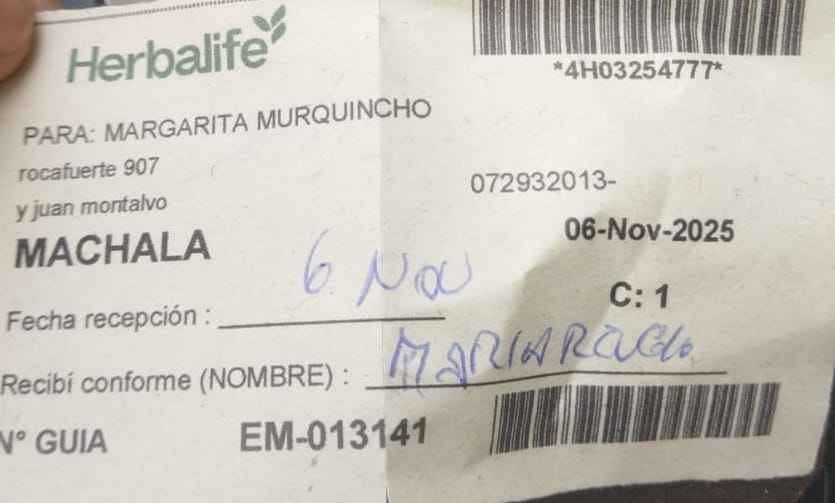 Herbalife
*4H03254777*
PARA: MARGARITA MURQUINCHO
rocafuerte 907
072932013-
y juan montalvo
06-Nov-2025
MACHALA
C: 1
Fecha recepción : 6 Nov
Recibí conforme (NOMBRE) : MARIA
N° GUIA EM-013141